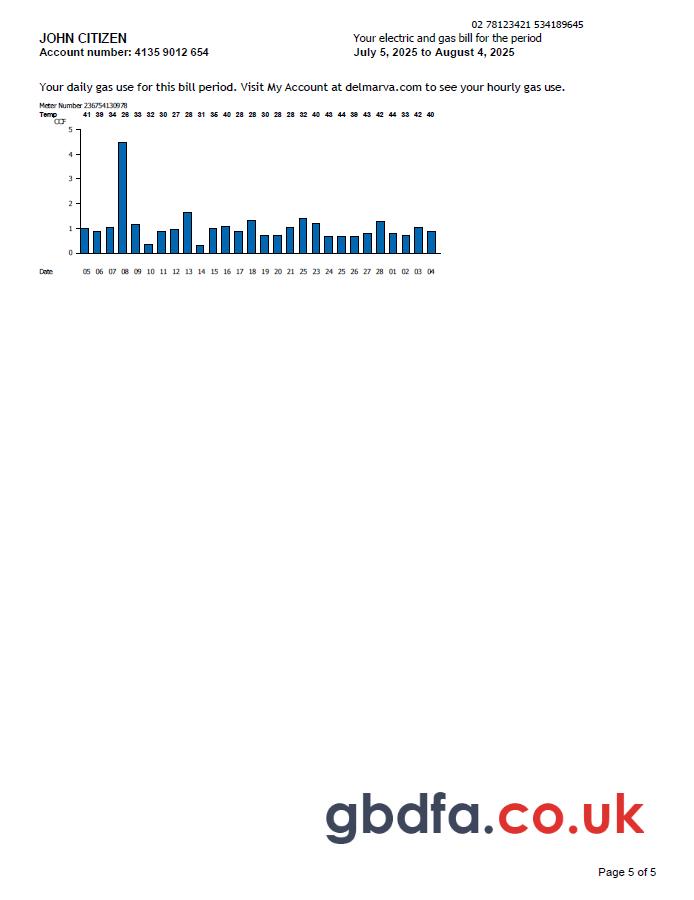 02 78123421 534189645
JOHN CITIZEN
Your electric and gas bill for the period
Account number: 4135 9012 654
July 5, 2025 to August 4, 2025
Your daily gas use for this bill period. Visit My Account at delmarva.com to see your hourly gas use.
Meter Number 236754130978
Temp 41 39 34 26 33 32 30 27 28 31 35 40 28 28 30 28 28 32 40 43 44 39 43 42 44 33 42 40
CCF
5
4
3
2
1
0
Date 05 06 07 08 09 10 11 12 13 14 15 16 17 18 19 20 21 25 23 24 25 26 27 28 01 02 03 04
gbdfa.co.uk
Page 5 of 5